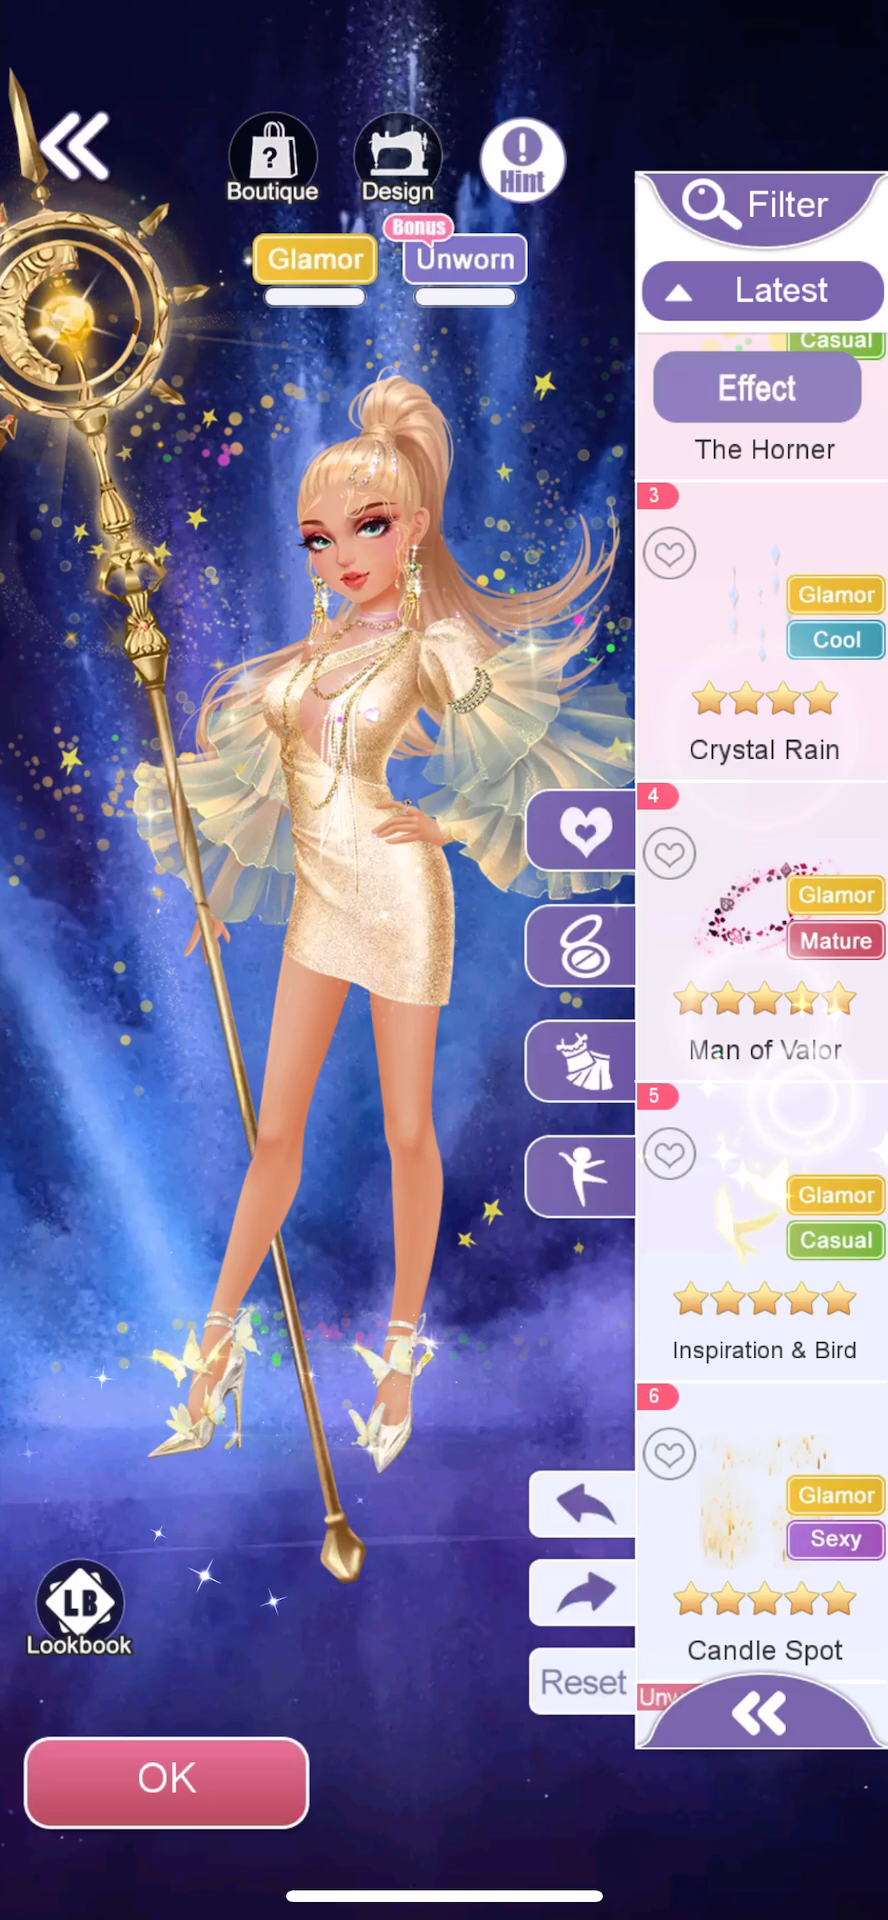 Boutique
Design
Hint
Bonus
Glamor
Unworn
Filter
Latest
Casual
Effect
The Horner
3
Glamor
Cool
Crystal Rain
4
Glamor
Mature
Man of Valor
5
Glamor
Casual
Inspiration & Bird
6
Glamor
Sexy
Candle Spot
LB
Lookbook
Reset
OK